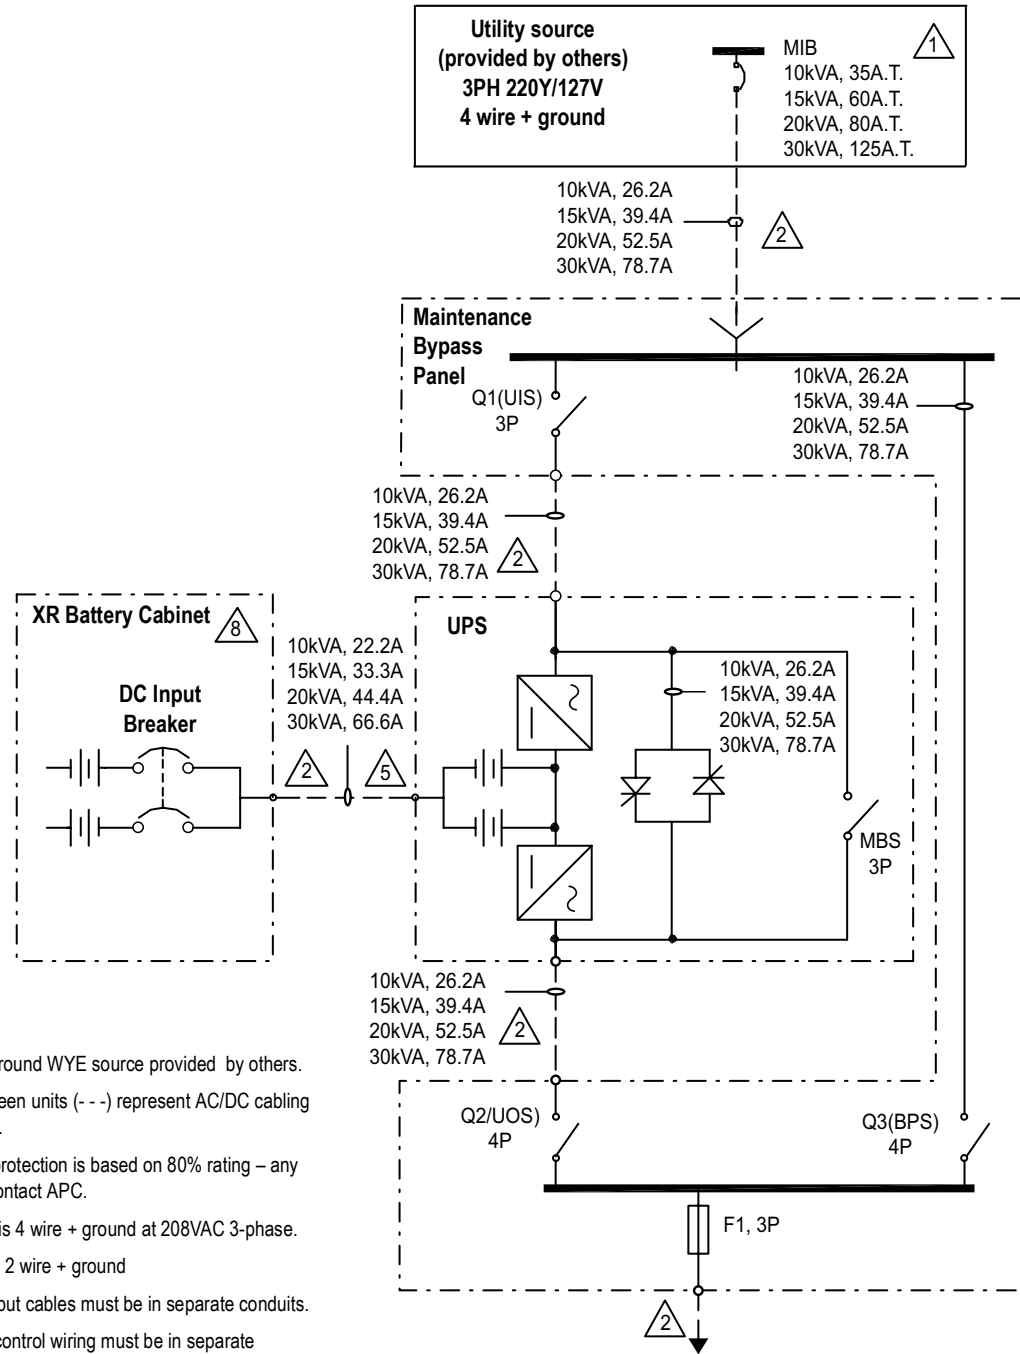 Utility source
(provided by others)
3PH 220Y/127V
4 wire + ground
MIB
10kVA, 35A.T.
15kVA, 60A.T.
20kVA, 80A.T.
30kVA, 125A.T.
1
10kVA, 26.2A
15kVA, 39.4A
20kVA, 52.5A
30kVA, 78.7A
2
Maintenance
Bypass
Panel
Q1(UIS)
3P
10kVA, 26.2A
15kVA, 39.4A
20kVA, 52.5A
30kVA, 78.7A
10kVA, 26.2A
15kVA, 39.4A
20kVA, 52.5A
30kVA, 78.7A
2
XR Battery Cabinet
8
DC Input
Breaker
10kVA, 22.2A
15kVA, 33.3A
20kVA, 44.4A
30kVA, 66.6A
2
5
UPS
10kVA, 26.2A
15kVA, 39.4A
20kVA, 52.5A
30kVA, 78.7A
MBS
3P
10kVA, 26.2A
15kVA, 39.4A
20kVA, 52.5A
30kVA, 78.7A
2
Q2/UOS)
4P
Q3(BPS)
4P
F1, 3P
2
round WYE source provided by others.
een units (- - -) represent AC/DC cabling
.
protection is based on 80% rating – any
ontact APC.
is 4 wire + ground at 208VAC 3-phase.
2 wire + ground
out cables must be in separate conduits.
control wiring must be in separate